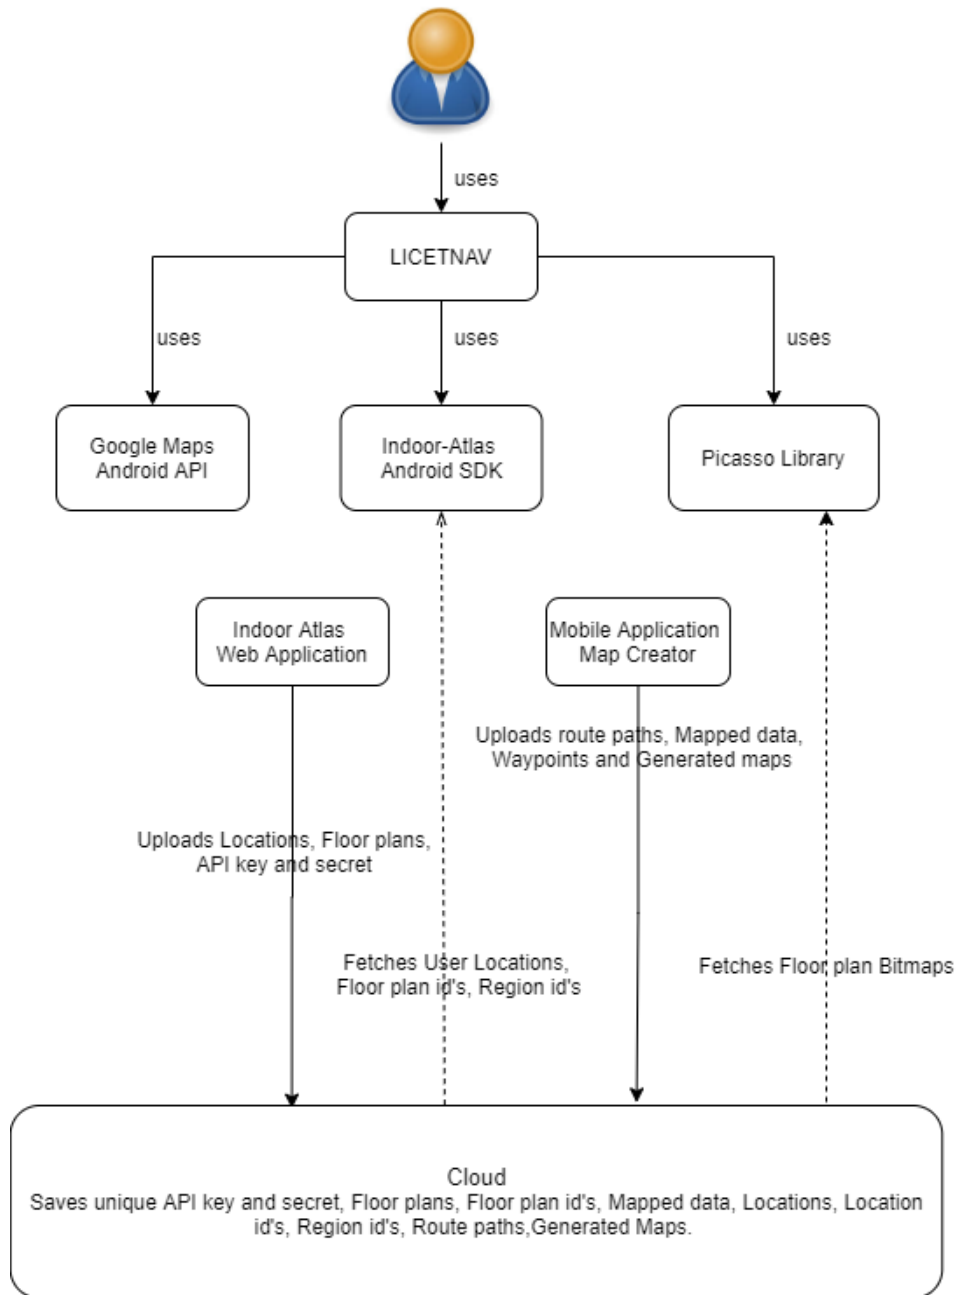 uses
LICETNAV
uses
uses
uses
Google Maps
Android API
Indoor-Atlas
Android SDK
Picasso Library
Indoor Atlas
Web Application
Mobile Application
Map Creator
Uploads route paths, Mapped data,
Waypoints and Generated maps
Uploads Locations, Floor plans,
API key and secret
Fetches User Locations,
Floor plan id's, Region id's
Fetches Floor plan Bitmaps
Cloud
Saves unique API key and secret, Floor plans, Floor plan id's, Mapped data, Locations, Location
id's, Region id's, Route paths,Generated Maps.